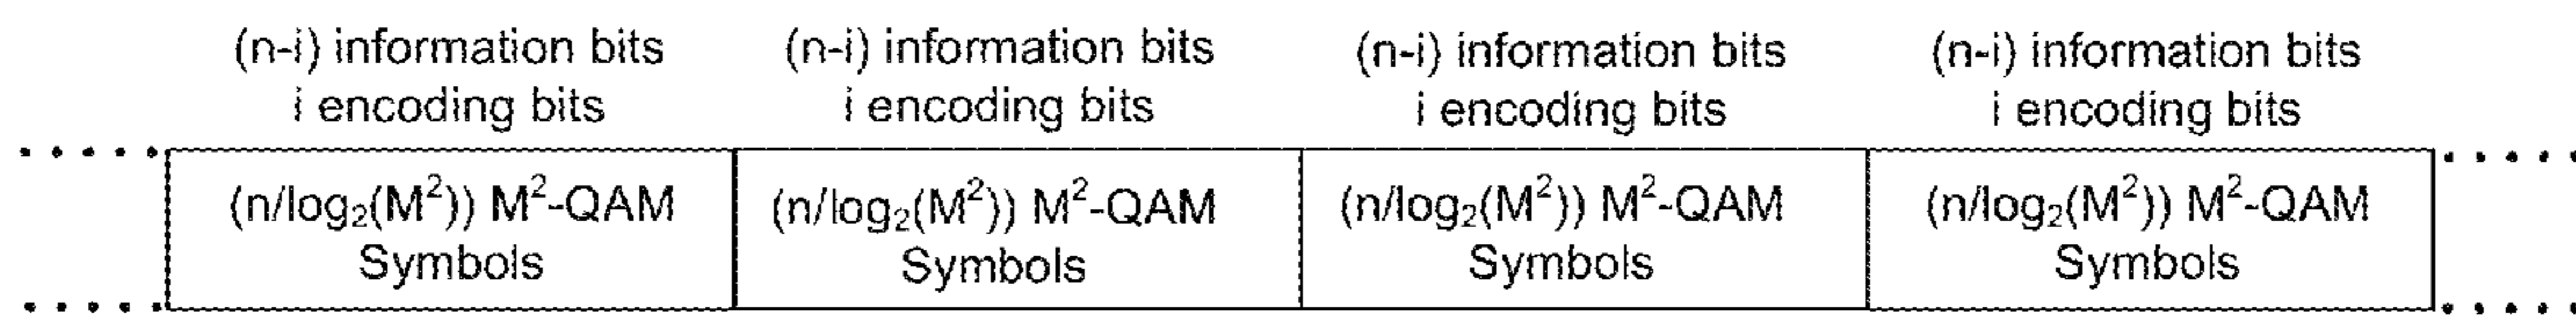 (n-i) information bits (n-i) information bits (n-i) information bits (n-i) information bits
i encoding bits i encoding bits i encoding bits i encoding bits
(n/log₂(M²)) M²-QAM (n/log₂(M²)) M²-QAM (n/log₂(M²)) M²-QAM (n/log₂(M²)) M²-QAM
Symbols Symbols Symbols Symbols